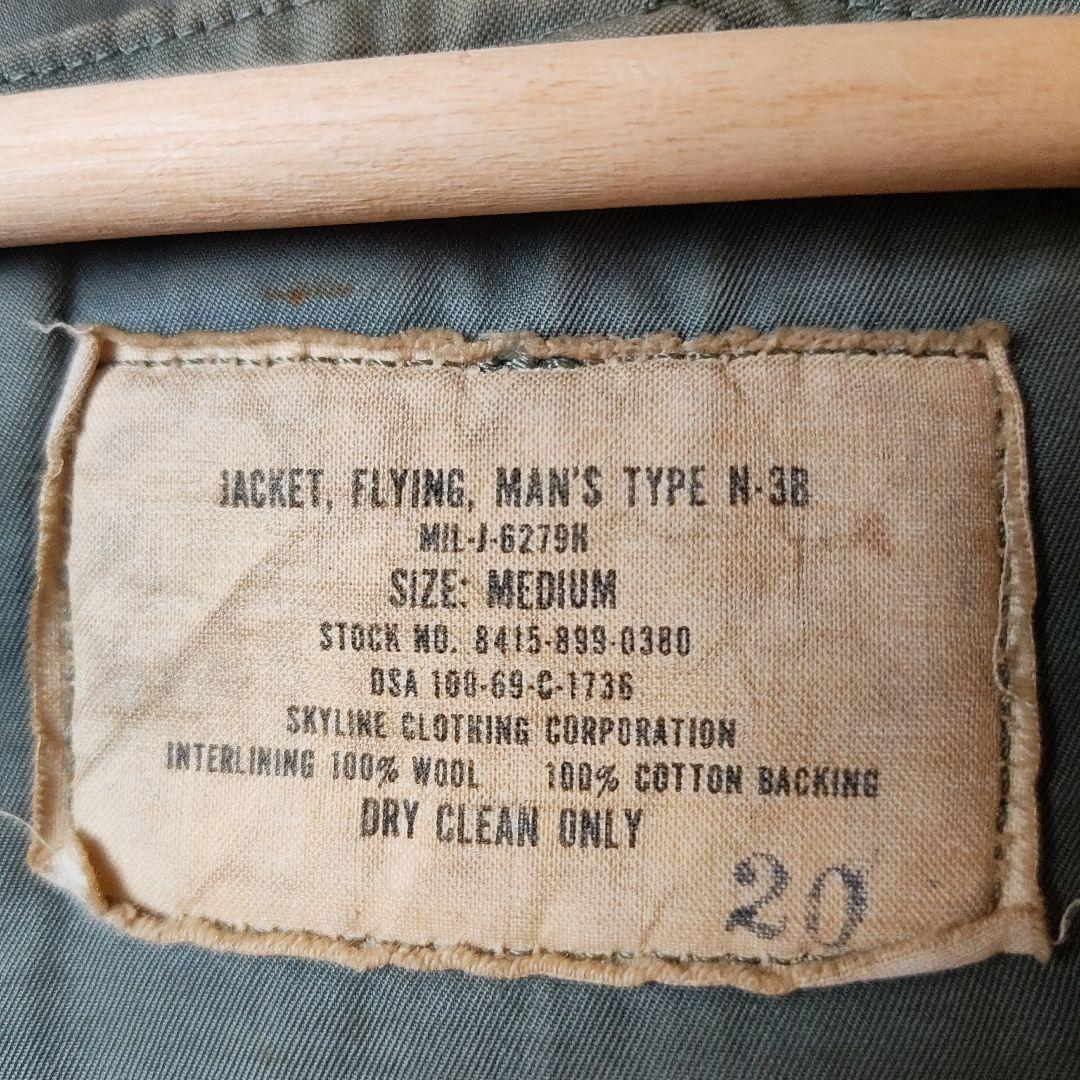 JACKET, FLYING, MAN'S TYPE N-3B
MIL-J-6279H
SIZE: MEDIUM
STOCK NO. 8415-899-0380
DSA 100-69-C-1736
SKYLINE CLOTHING CORPORATION
INTERLINING 100% WOOL 100% COTTON BACKING
DRY CLEAN ONLY
20